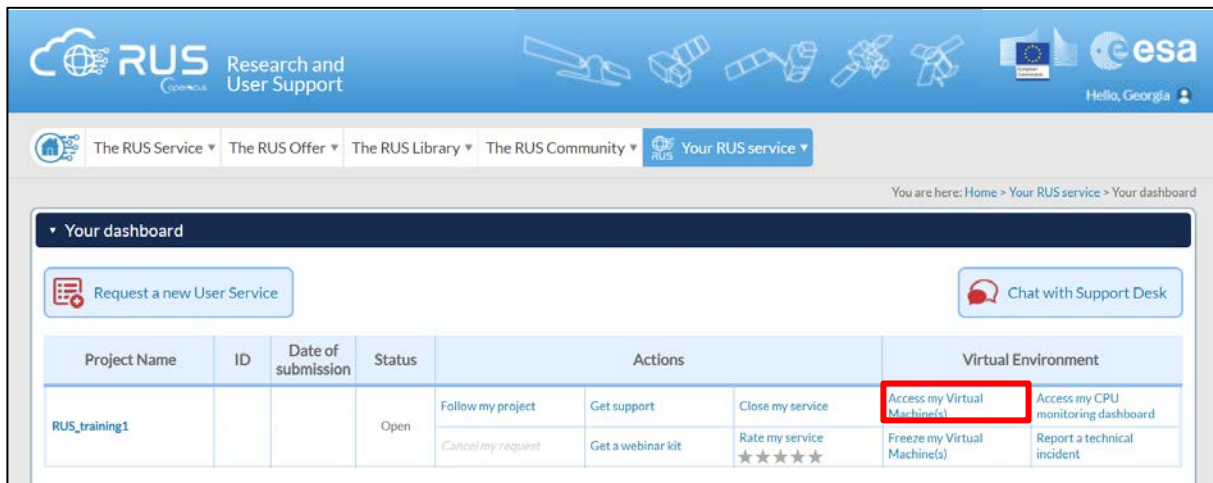 RUS
Copernicus
Research and
User Support
esa
Hello, Georgia
The RUS Service
The RUS Offer
The RUS Library
The RUS Community
RUS
Your RUS service
You are here: Home > Your RUS service > Your dashboard
Your dashboard
Request a new User Service
Chat with Support Desk
Project Name
ID
Date of
submission
Status
Actions
Virtual Environment
RUS_training1
Open
Follow my project
Get support
Close my service
Access my Virtual
Machine(s)
Access my CPU
monitoring dashboard
Cancel my request
Get a webinar kit
Rate my service
Freeze my Virtual
Machine(s)
Report a technical
incident